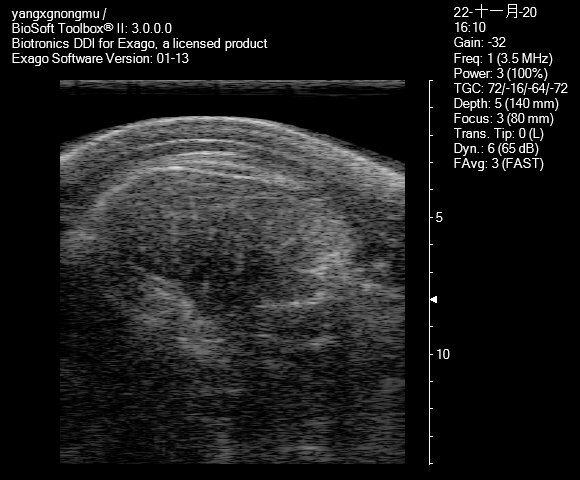 yangxgnongmu /
BioSoft Toolbox® II: 3.0.0.0
Biotronics DDI for Exago, a licensed product
Exago Software Version: 01-13
22-十一月-20
16:10
Gain: -32
Freq: 1 (3.5 MHz)
Power: 3 (100%)
TGC: 72/-16/-64/-72
Depth: 5 (140 mm)
Focus: 3 (80 mm)
Trans. Tip: 0 (L)
Dyn.: 6 (65 dB)
FAvg: 3 (FAST)
5
10